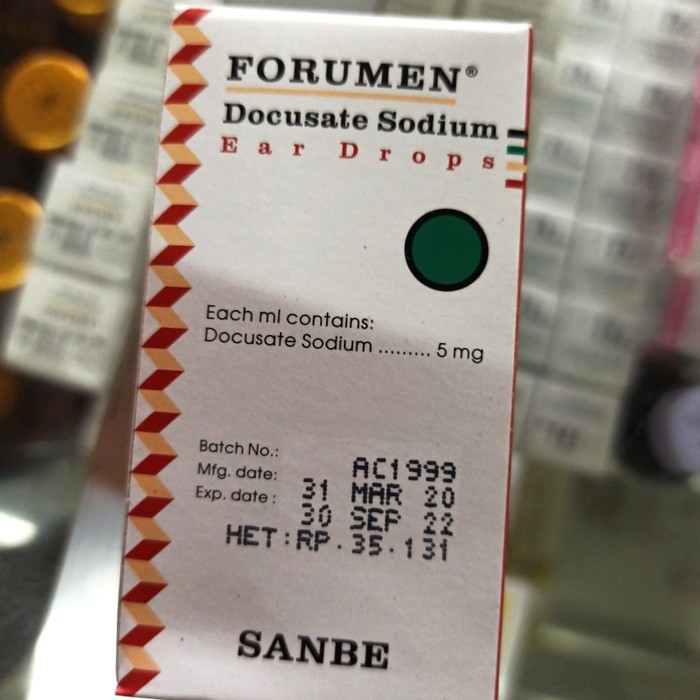 FORUMEN®
Docusate Sodium
Ear Drops
Each ml contains:
Docusate Sodium ......... 5 mg
Batch No.: AC1999
Mfg. date: 31 MAR 20
Exp. date : 30 SEP 22
HET:RP.35.131
SANBE